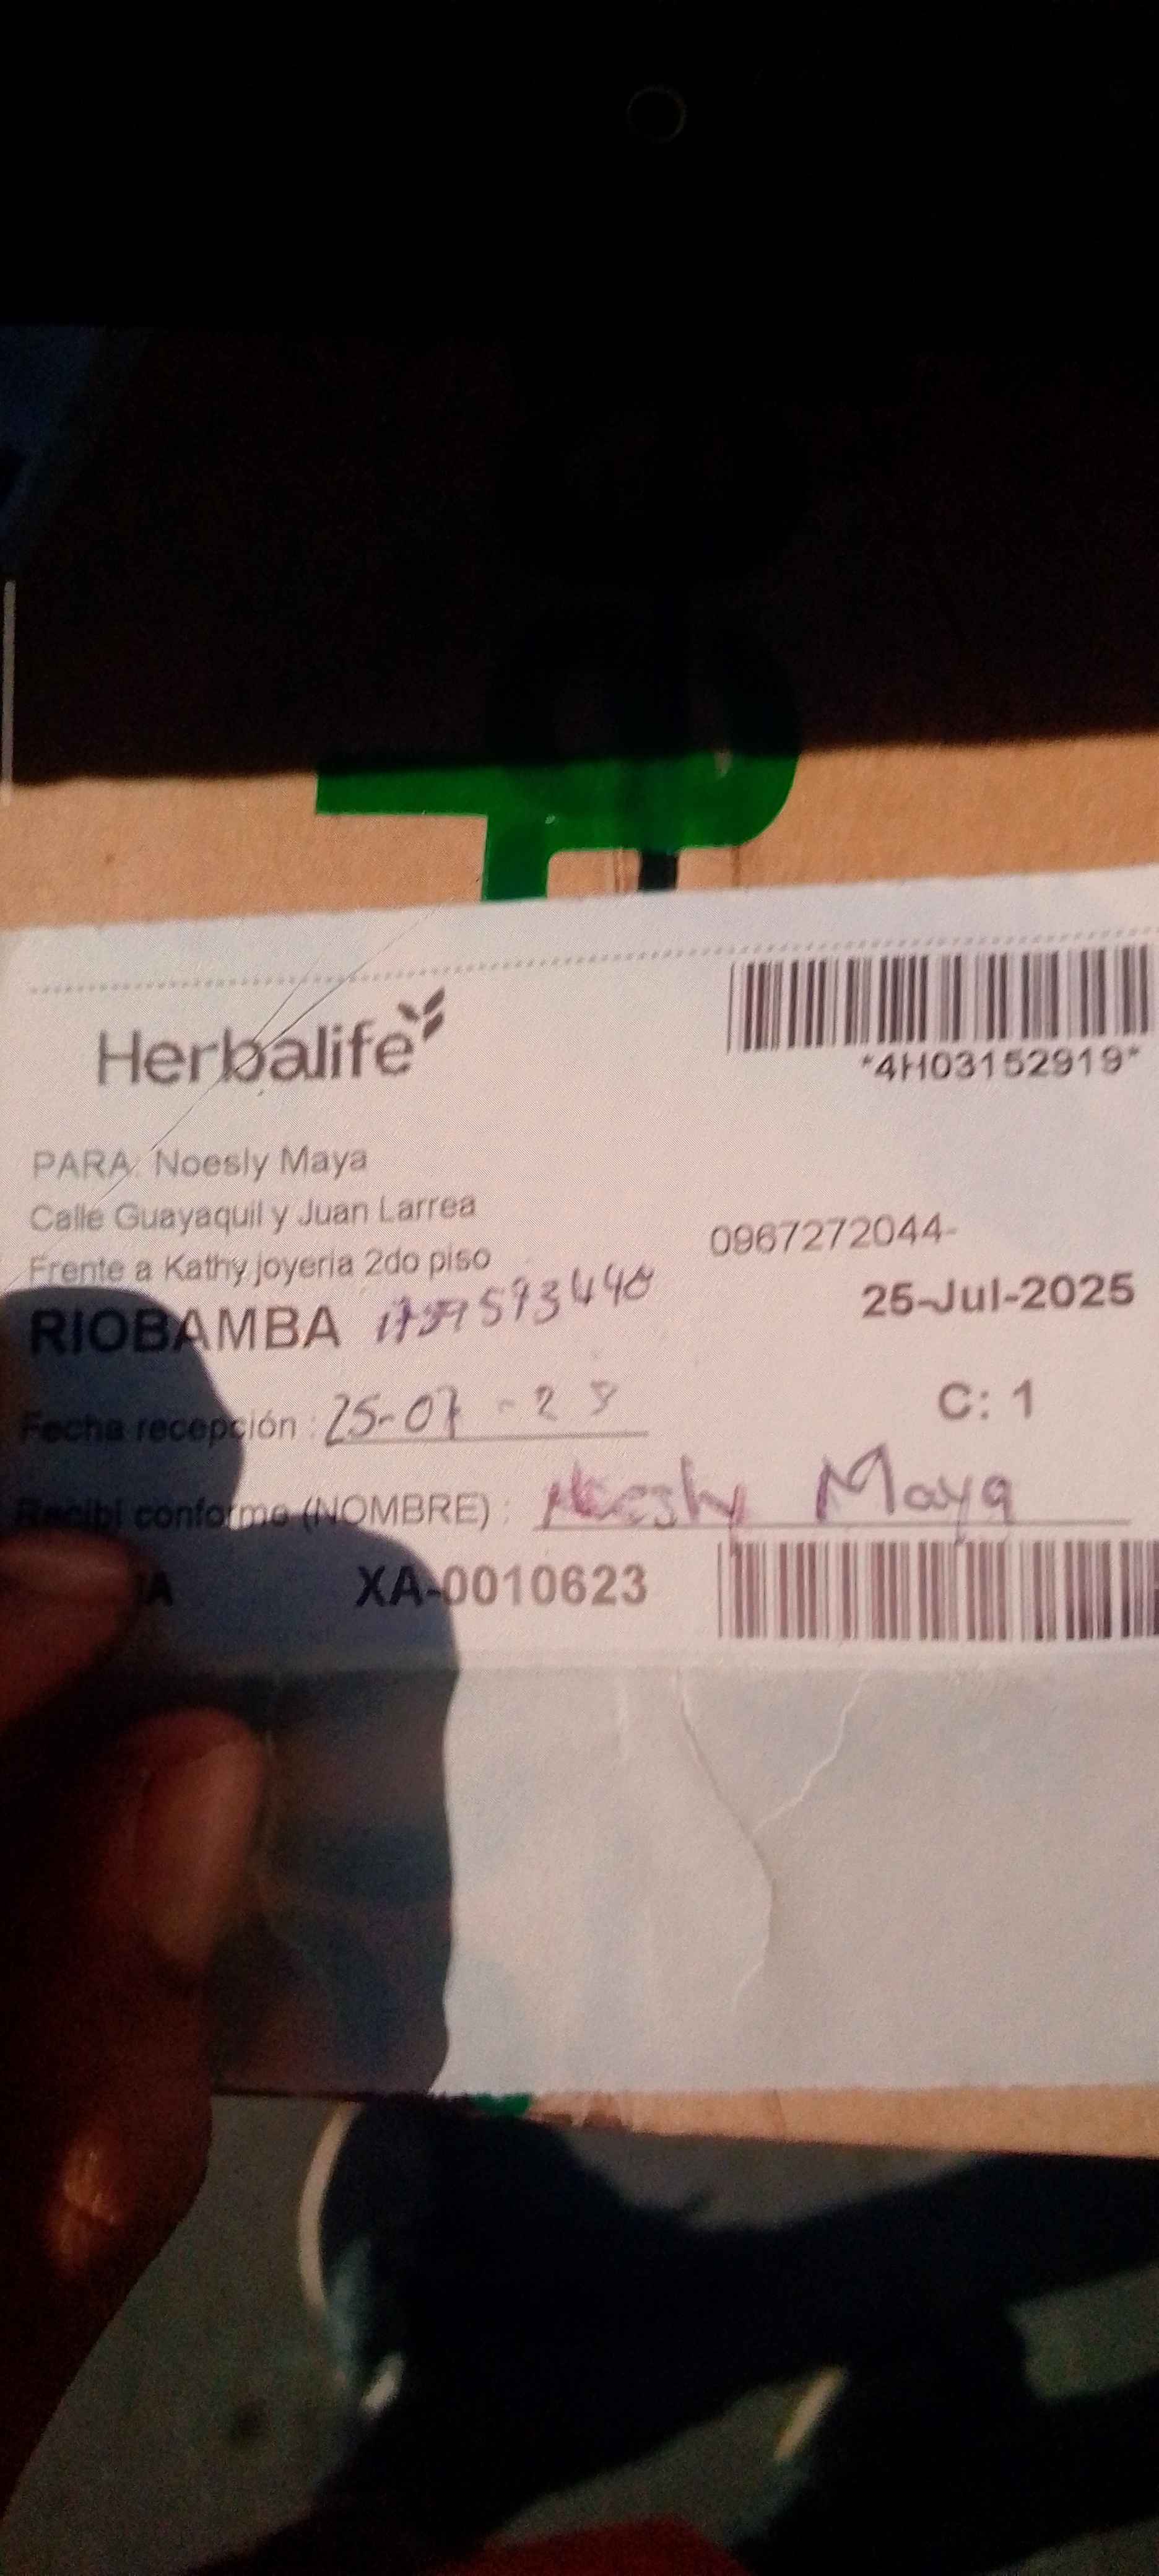 Herbalife
*4H03152919*
PARA: Noesly Maya
Calle Guayaquil y Juan Larrea
0967272044-
Frente a Kathy joyeria 2do piso
RIOBAMBA
25-Jul-2025
Fecha recepción : 25-07-25
C: 1
Recibi conforme (NOMBRE) : Noesly Maya
XA-0010623